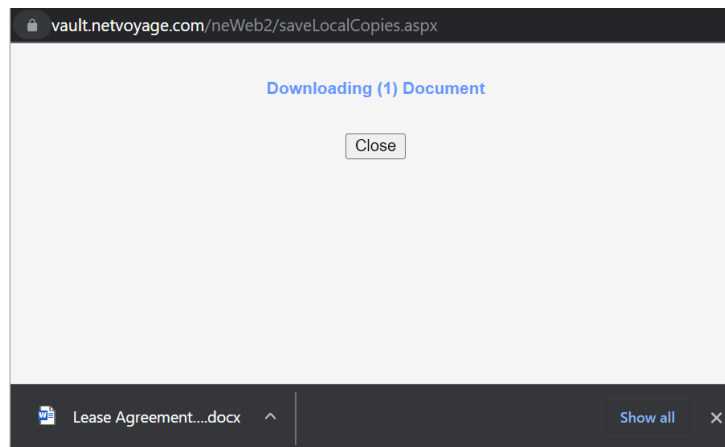 vault.netvoyage.com/neWeb2/saveLocalCopies.aspx
Downloading (1) Document
Close
Lease Agreement....docx
Show all